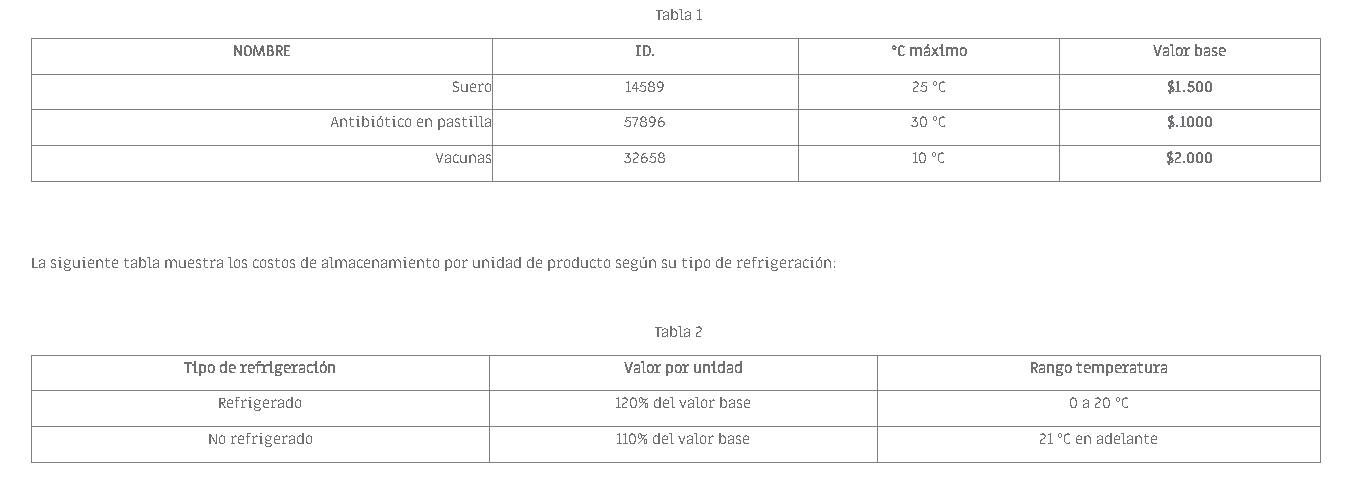 Tabla 1
NOMBRE ID. °C máximo Valor base
Suero 14589 25 °C $1.500
Antibiótico en pastilla 57896 30 °C $.1000
Vacunas 32658 10 °C $2.000
La siguiente tabla muestra los costos de almacenamiento por unidad de producto según su tipo de refrigeración:
Tabla 2
Tipo de refrigeración Valor por unidad Rango temperatura
Refrigerado 120% del valor base 0 a 20 °C
No refrigerado 110% del valor base 21 °C en adelante